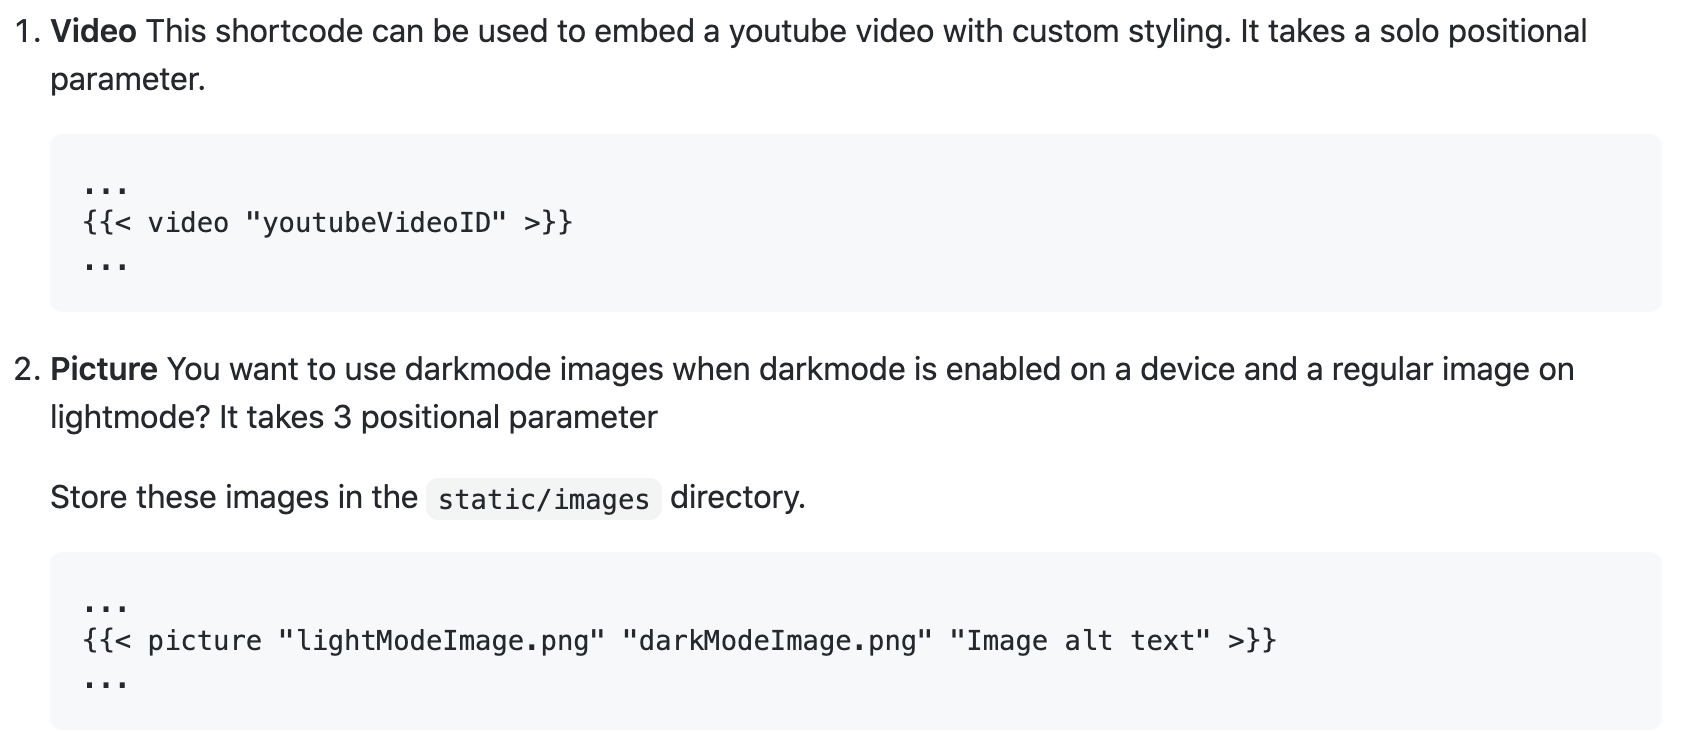 1. Video This shortcode can be used to embed a youtube video with custom styling. It takes a solo positional
parameter.
...
{{< video "youtubeVideoID" >}}
...
2. Picture You want to use darkmode images when darkmode is enabled on a device and a regular image on
lightmode? It takes 3 positional parameter
Store these images in the static/images directory.
...
{{< picture "lightModeImage.png" "darkModeImage.png" "Image alt text" >}}
...